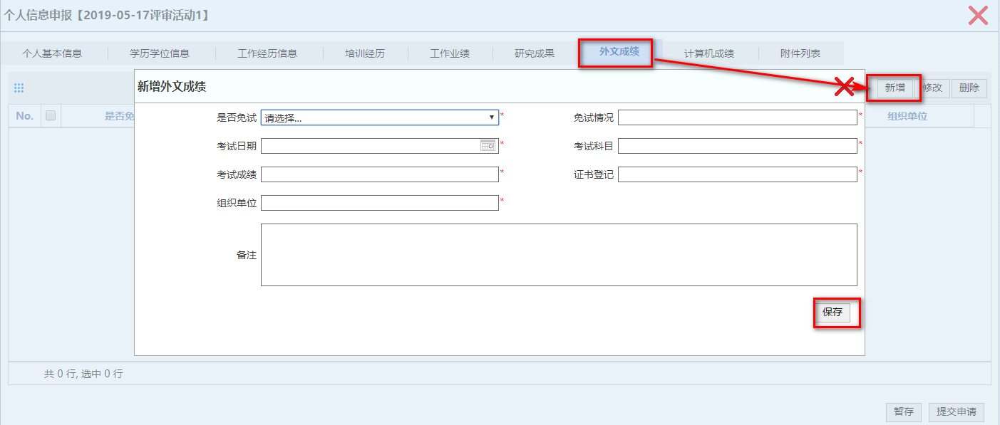 个人信息申报【2019-05-17评审活动1】
个人基本信息 学历学位信息 工作经历信息 培训经历 工作业绩 研究成果 外文成绩 计算机成绩 附件列表
新增外文成绩
新增 修改 删除
No. 是否免 组织单位
是否免试 请选择... * 免试情况 *
考试日期 * 考试科目 *
考试成绩 * 证书登记 *
组织单位 *
备注
保存
共 0 行, 选中 0 行
暂存 提交申请